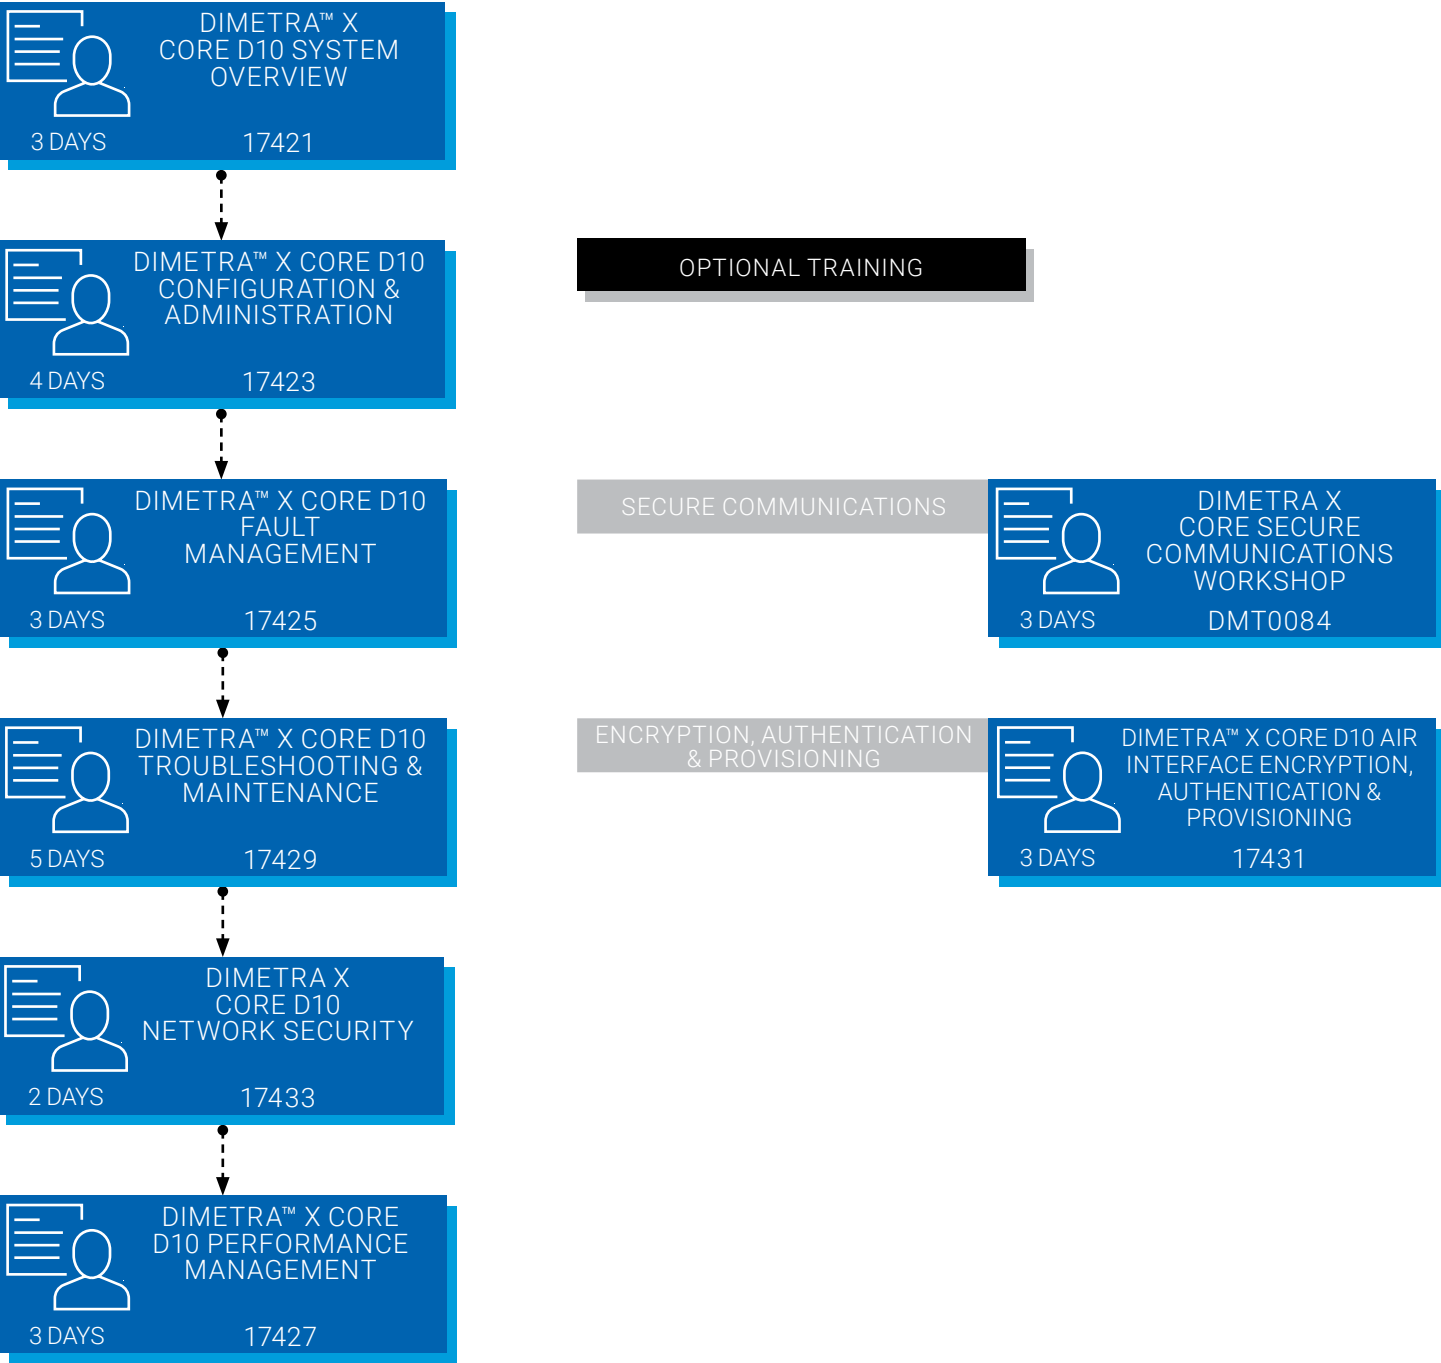 DIMETRA™ X
CORE D10 SYSTEM
OVERVIEW
3 DAYS
17421
DIMETRA™ X CORE D10
CONFIGURATION &
ADMINISTRATION
4 DAYS
17423
DIMETRA™ X CORE D10
FAULT
MANAGEMENT
3 DAYS
17425
DIMETRA™ X CORE D10
TROUBLESHOOTING &
MAINTENANCE
5 DAYS
17429
DIMETRA X
CORE D10
NETWORK SECURITY
2 DAYS
17433
DIMETRA™ X CORE
D10 PERFORMANCE
MANAGEMENT
3 DAYS
17427
OPTIONAL TRAINING
SECURE COMMUNICATIONS
DIMETRA X
CORE SECURE
COMMUNICATIONS
WORKSHOP
3 DAYS
DMT0084
ENCRYPTION, AUTHENTICATION
& PROVISIONING
DIMETRA™ X CORE D10 AIR
INTERFACE ENCRYPTION,
AUTHENTICATION &
PROVISIONING
3 DAYS
17431